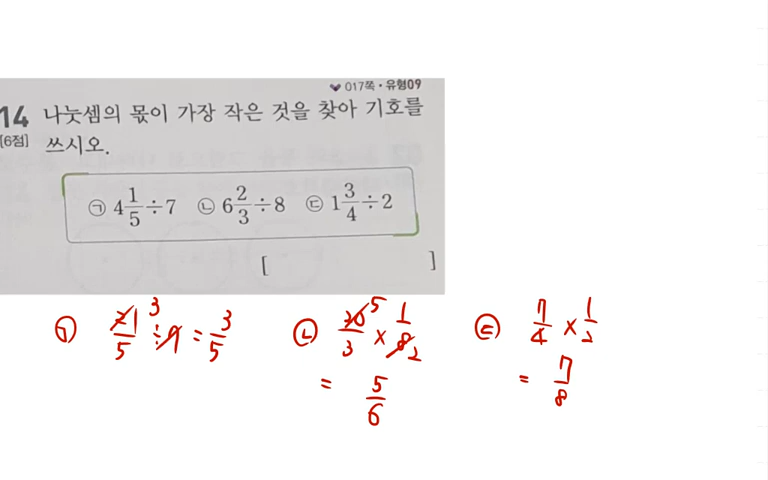 017쪽·유형09
14 나눗셈의 몫이 가장 작은 것을 찾아 기호를
[6점] 쓰시오.
㉠ 4 1/5 ÷ 7 ㉡ 6 2/3 ÷ 8 ㉢ 1 3/4 ÷ 2
[ ]
㉠ 21/5 ÷ 7 3 = 3/5 ㉡ 20/3 5 × 1/8 2 ㉢ 7/4 × 1/2
= 5/6 = 7/8